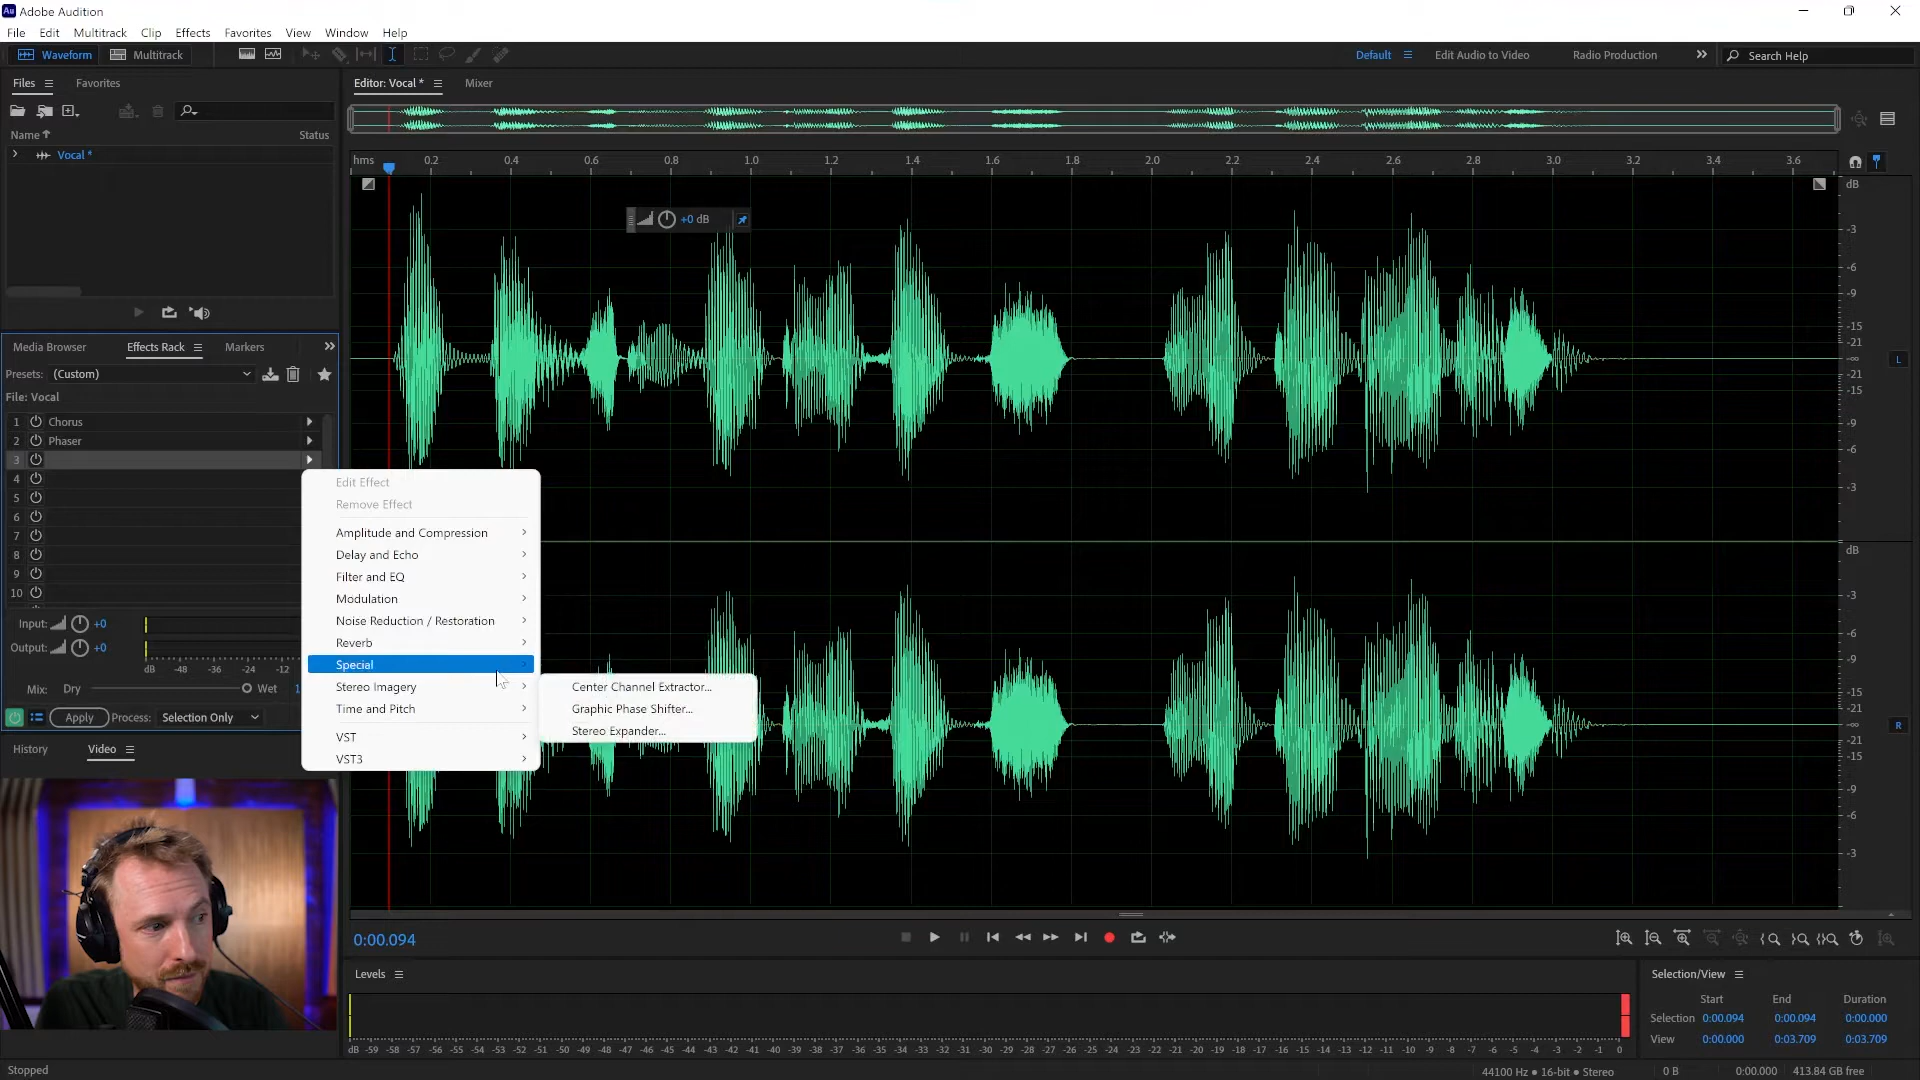 Au Adobe Audition
File Edit Multitrack Clip Effects Favorites View Window Help
Waveform Multitrack Default Edit Audio to Video Radio Production Search Help
Files Favorites
Name Status
Vocal *
Media Browser Effects Rack Markers
Presets: (Custom)
File: Vocal
1 Chorus
2 Phaser
3
4
5
6
7
8
9
10
Input: +0
Output: +0
dB -48 -36 -24 -12
Mix: Dry Wet
Apply Process: Selection Only
History Video
Edit Effect
Remove Effect
Amplitude and Compression
Delay and Echo
Filter and EQ
Modulation
Noise Reduction / Restoration
Reverb
Special
Stereo Imagery
Time and Pitch
VST
VST3
Center Channel Extractor...
Graphic Phase Shifter...
Stereo Expander...
Editor: Vocal * Mixer
hms 0.2 0.4 0.6 0.8 1.0 1.2 1.4 1.6 1.8 2.0 2.2 2.4 2.6 2.8 3.0 3.2 3.4 3.6
+0 dB
dB
-3
-6
-9
-15
-21
-∞
-21
-15
-9
-6
-3
L
dB
-3
-6
-9
-15
-21
-∞
-21
-15
-9
-6
-3
R
0:00.094
Levels
dB -59 -58 -57 -56 -55 -54 -53 -52 -51 -50 -49 -48 -47 -46 -45 -44 -43 -42 -41 -40 -39 -38 -37 -36 -35 -34 -33 -32 -31 -30 -29 -28 -27 -26 -25 -24 -23 -22 -21 -20 -19 -18 -17 -16 -15 -14 -13 -12 -11 -10 -9 -8 -7 -6 -5 -4 -3 -2 -1 0
Selection/View
Start End Duration
Selection 0:00.094 0:00.094 0:00.000
View 0:00.000 0:03.709 0:03.709
Stopped
44100 Hz ● 16-bit ● Stereo 0 B 0:00.000 413.84 GB free